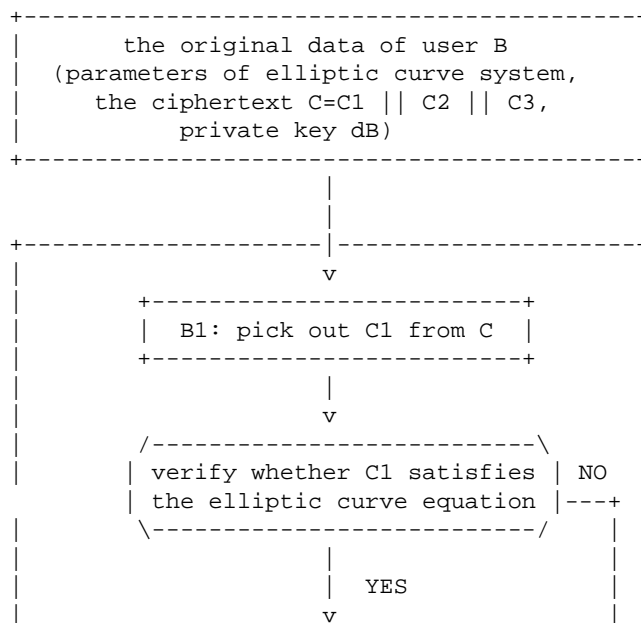 the original data of user B
(parameters of elliptic curve system,
the ciphertext C=C1 || C2 || C3,
private key dB)
B1: pick out C1 from C
verify whether C1 satisfies
NO
the elliptic curve equation
YES